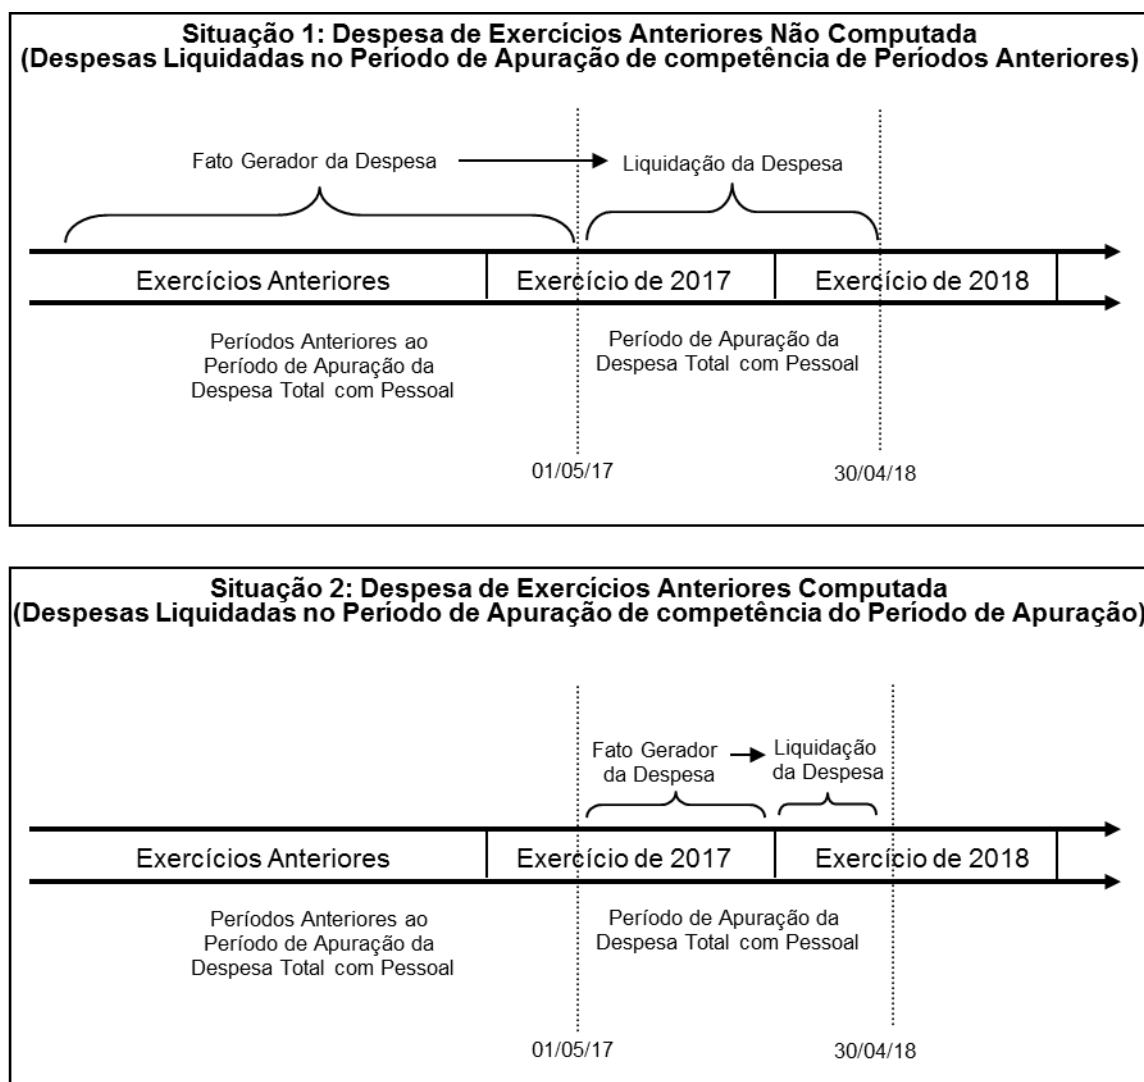 Situação 1: Despesa de Exercícios Anteriores Não Computada
(Despesas Liquidadas no Período de Apuração de competência de Períodos Anteriores)
Fato Gerador da Despesa
Liquidação da Despesa
Exercícios Anteriores
Exercício de 2017
Exercício de 2018
Períodos Anteriores ao
Período de Apuração da
Despesa Total com Pessoal
Período de Apuração da
Despesa Total com Pessoal
01/05/17
30/04/18
Situação 2: Despesa de Exercícios Anteriores Computada
(Despesas Liquidadas no Período de Apuração de competência do Período de Apuração)
Fato Gerador
da Despesa
Liquidação
da Despesa
Exercícios Anteriores
Exercício de 2017
Exercício de 2018
Períodos Anteriores ao
Período de Apuração da
Despesa Total com Pessoal
Período de Apuração da
Despesa Total com Pessoal
01/05/17
30/04/18